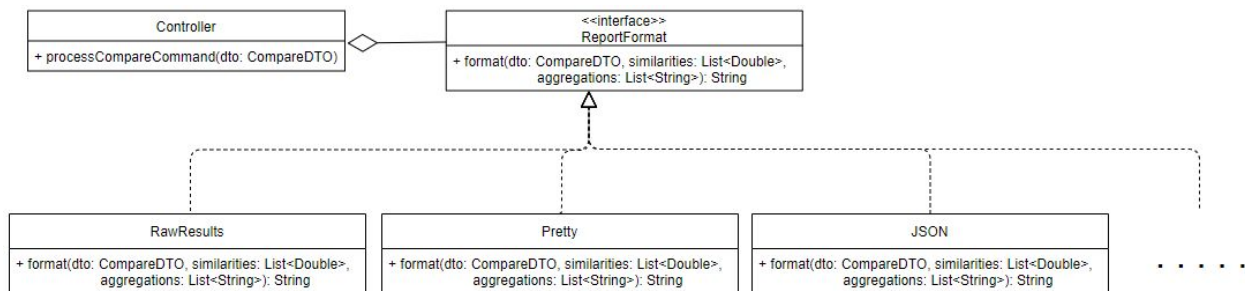 Controller
+ processCompareCommand(dto: CompareDTO)
<<interface>>
ReportFormat
+ format(dto: CompareDTO, similarities: List<Double>,
aggregations: List<String>): String
RawResults
+ format(dto: CompareDTO, similarities: List<Double>,
aggregations: List<String>): String
Pretty
+ format(dto: CompareDTO, similarities: List<Double>,
aggregations: List<String>): String
JSON
+ format(dto: CompareDTO, similarities: List<Double>,
aggregations: List<String>): String
. . . . .